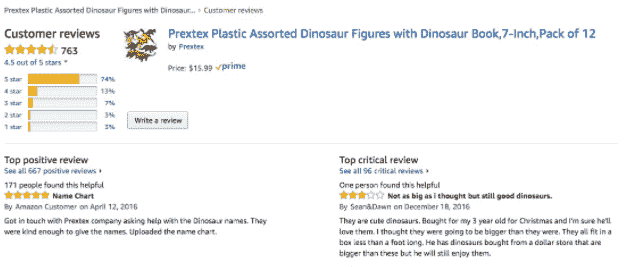 Prextex Plastic Assorted Dinosaur Figures with Dinosaur... › Customer reviews
Customer reviews
763
4.5 out of 5 stars
5 star 74%
4 star 13%
3 star 7%
2 star 3%
1 star 3%
Prextex Plastic Assorted Dinosaur Figures with Dinosaur Book,7-Inch,Pack of 12
by Prextex
Price: $15.99 prime
Write a review
Top positive review
See all 667 positive reviews ›
171 people found this helpful
Name Chart
By Amazon Customer on April 12, 2016
Got in touch with Prextex company asking help with the Dinosaur names. They
were kind enough to give the names. Uploaded the name chart.
Top critical review
See all 96 critical reviews ›
One person found this helpful
Not as big as i thought but still good dinosaurs.
By Sean&Dawn on December 18, 2016
They are cute dinosaurs. Bought for my 3 year old for Christmas and I'm sure he'll
love them. I thought they were going to be bigger than they were. They all fit in a
box less than a foot long. He has dinosaurs bought from a dollar store that are
bigger than these but he will still enjoy them.